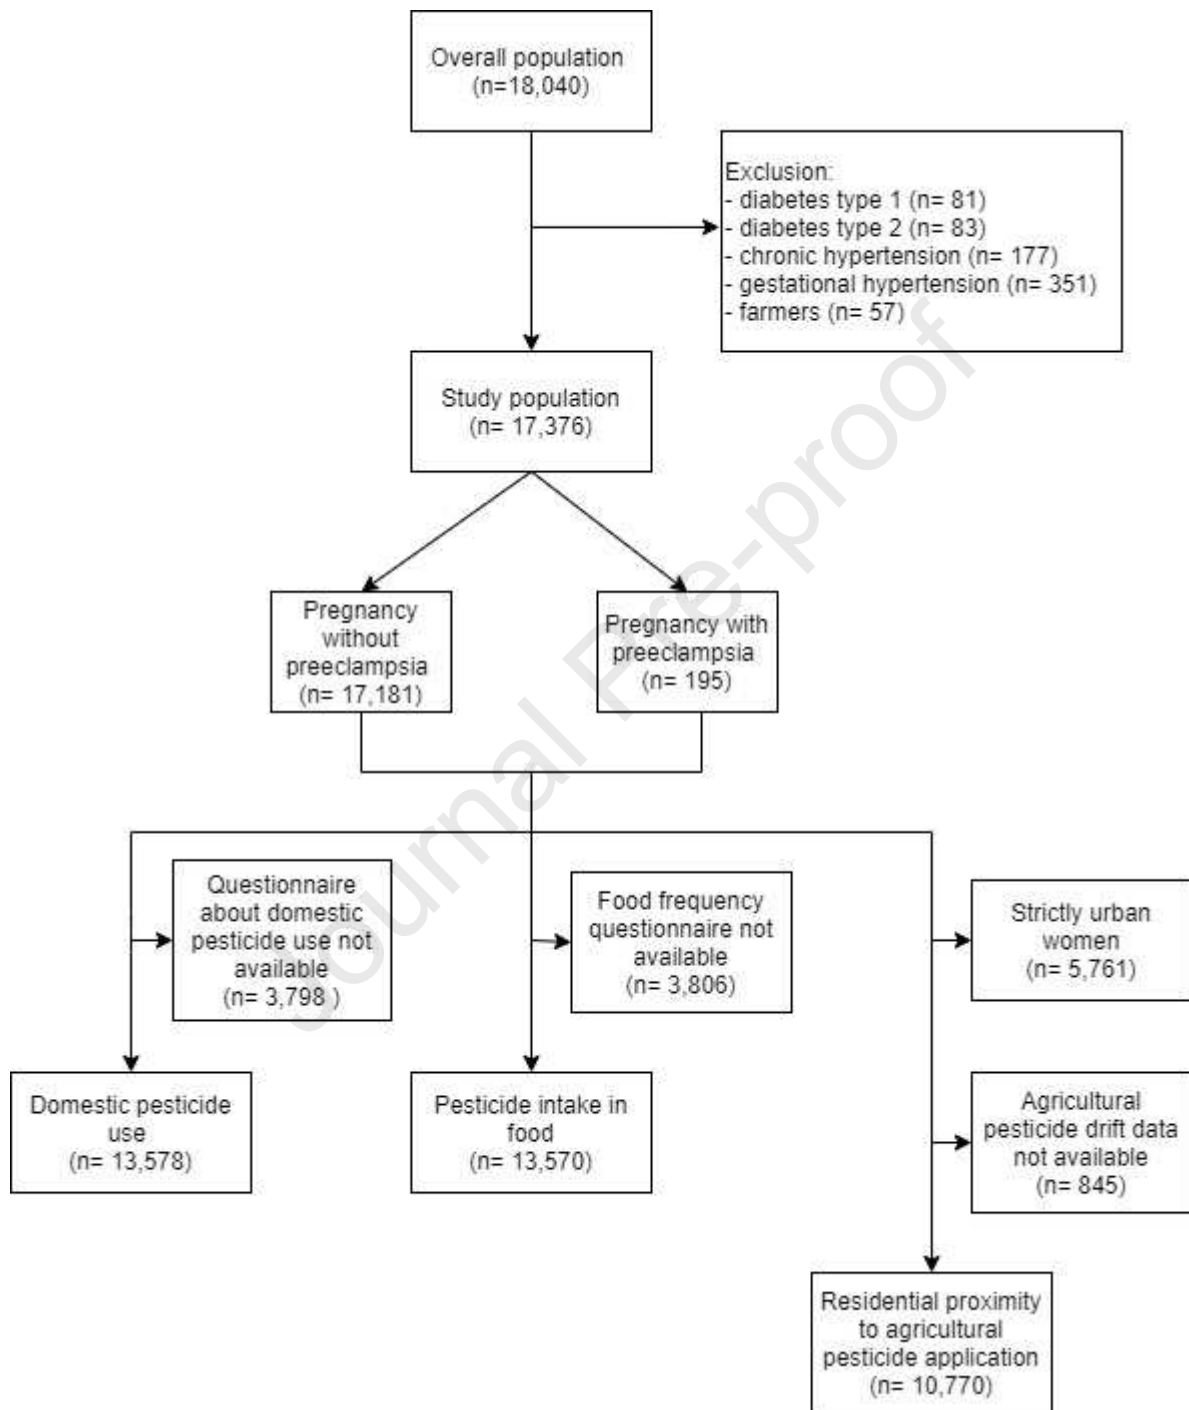 Overall population
(n=18,040)
Exclusion:
- diabetes type 1 (n= 81)
- diabetes type 2 (n= 83)
- chronic hypertension (n= 177)
- gestational hypertension (n= 351)
- farmers (n= 57)
Study population
(n= 17,376)
Pregnancy
without
preeclampsia
(n= 17,181)
Pregnancy with
preeclampsia
(n= 195)
Questionnaire
about domestic
pesticide use not
available
(n= 3,798 )
Food frequency
questionnaire not
available
(n= 3,806)
Strictly urban
women
(n= 5,761)
Domestic pesticide
use
(n= 13,578)
Pesticide intake in
food
(n= 13,570)
Agricultural
pesticide drift data
not available
(n= 845)
Residential proximity
to agricultural
pesticide application
(n= 10,770)
Journal Pre-proof